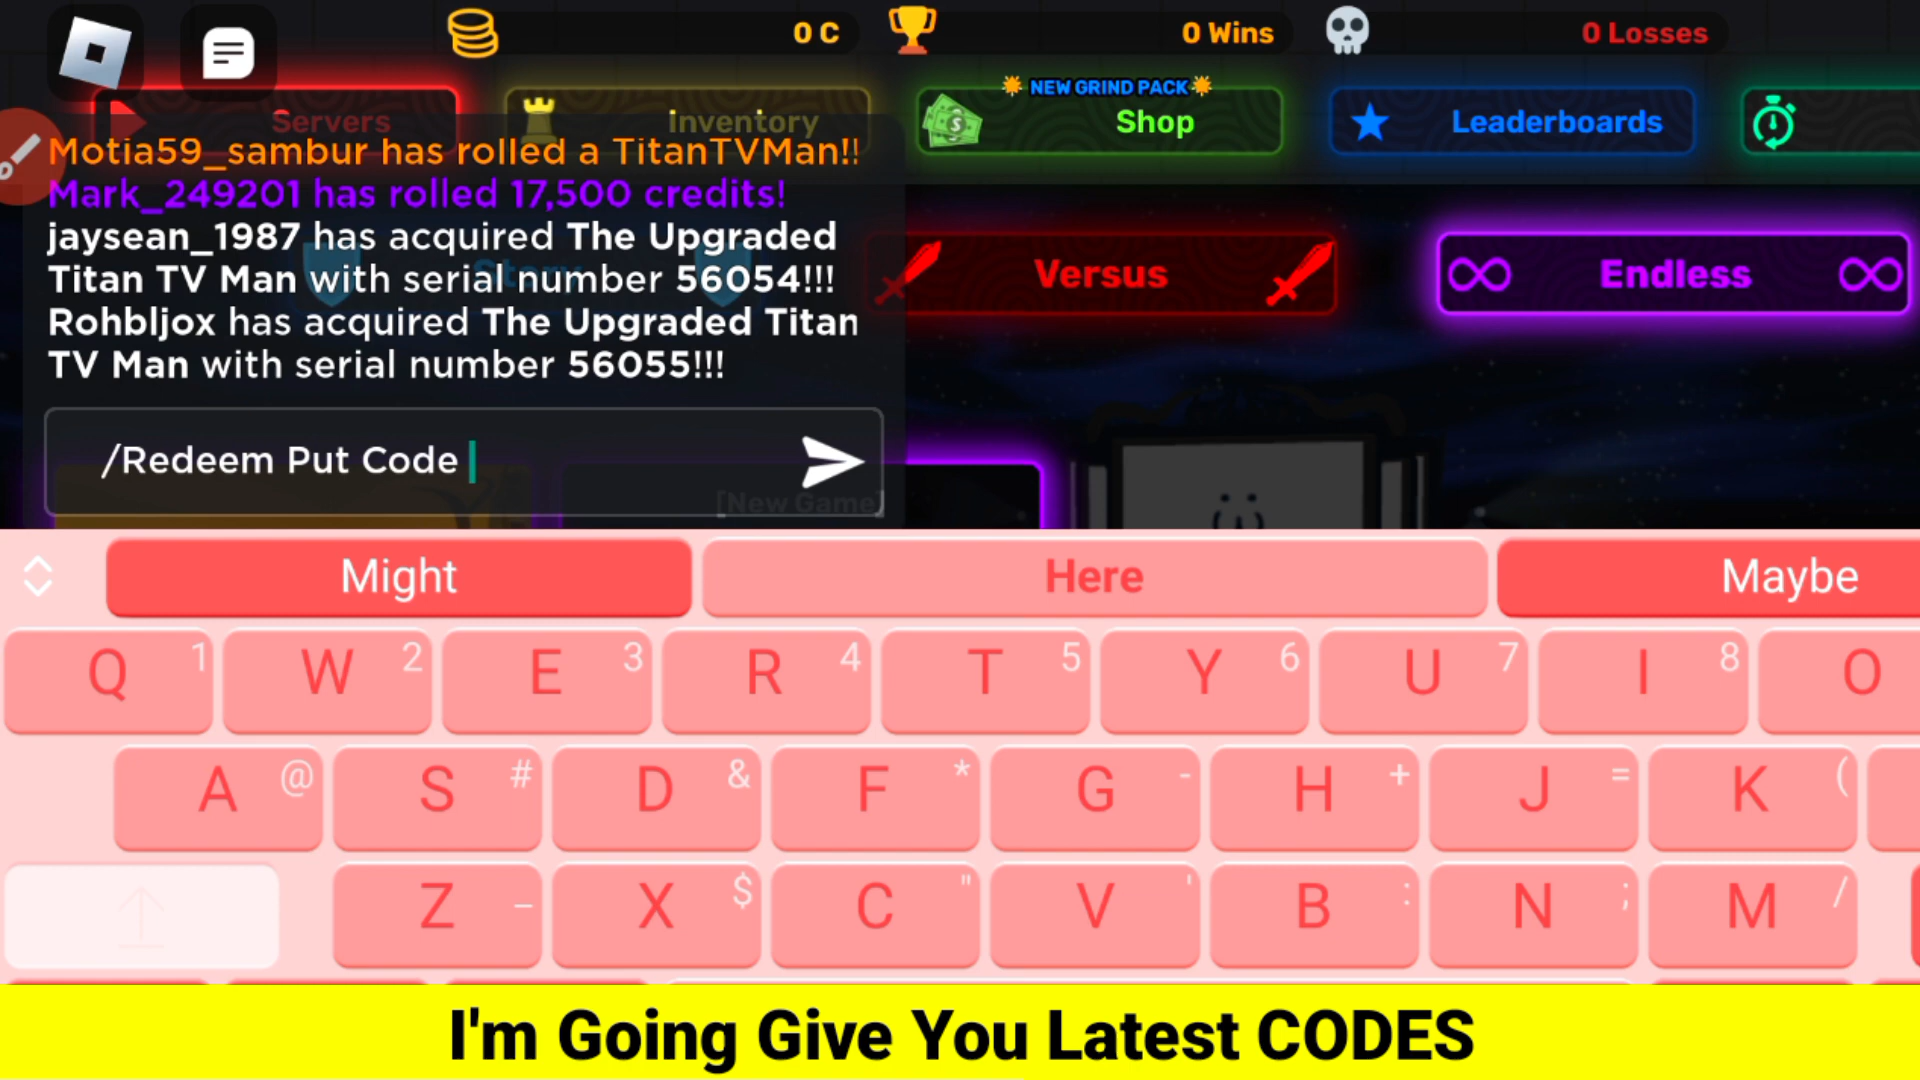 0 C
0 Wins
0 Losses
NEW GRIND PACK
Servers
Inventory
Shop
Leaderboards
Motia59_sambur has rolled a TitanTVMan!!
Mark_249201 has rolled 17,500 credits!
jaysean_1987 has acquired The Upgraded
Titan TV Man with serial number 56054!!!
Rohbljox has acquired The Upgraded Titan
TV Man with serial number 56055!!!
Story
Versus
Endless
/Redeem Put Code
[New Game]
Might
Here
Maybe
Q 1 W 2 E 3 R 4 T 5 Y 6 U 7 I 8 O
A @ S # D & F * G - H + J = K (
Z _ X $ C " V ' B : N ; M /
I'm Going Give You Latest CODES